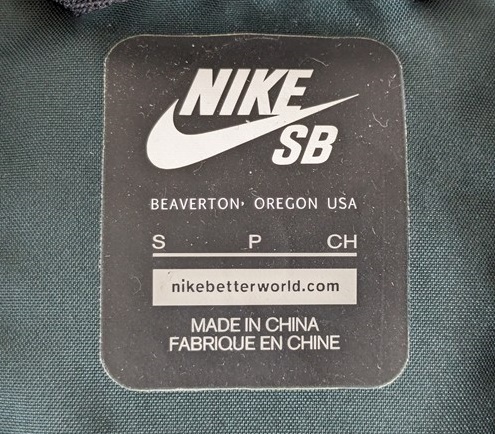 NIKE
SB
BEAVERTON, OREGON USA
S P CH
nikebetterworld.com
MADE IN CHINA
FABRIQUE EN CHINE